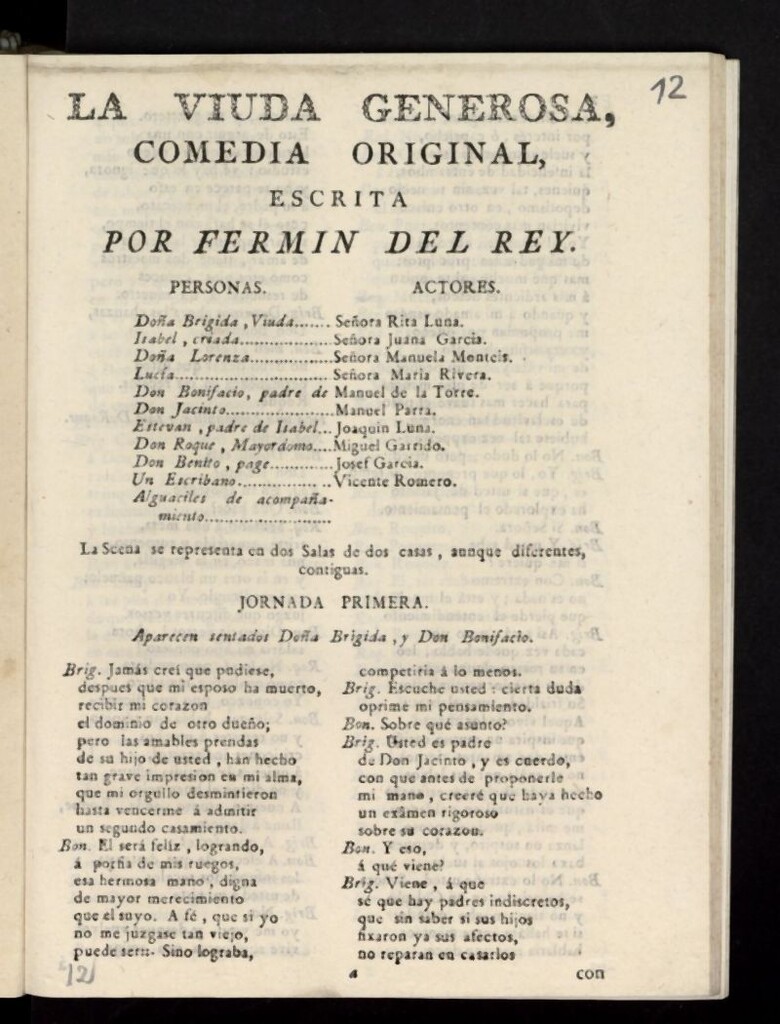 12
LA VIUDA GENEROSA,
COMEDIA ORIGINAL,
ESCRITA
POR FERMIN DEL REY.
PERSONAS. ACTORES.
Doña Brigida, Viuda....... Señora Rita Luna.
Isabel, criada.................. Señora Juana Garcia.
Doña Lorenza............... Señora Manuela Monteis.
Lucía............................ Señora Maria Rivera.
Don Bonifacio, padre de Manuel de la Torre.
Don Jacinto.................... Manuel Parra.
Estevan, padre de Isabel... Joaquin Luna.
Don Roque, Mayordomo.... Miguel Garrido.
Don Benito, page............. Josef Garcia.
Un Escribano.................. Vicente Romero.
Alguaciles de acompaña-
miento........................
La Scena se representa en dos Salas de dos casas, aunque diferentes,
contiguas.
JORNADA PRIMERA.
Aparecen sentados Doña Brigida, y Don Bonifacio.
Brig. Jamás creí que pudiese,
despues que mi esposo ha muerto,
recibir mi corazon
el dominio de otro dueño;
pero las amables prendas
de su hijo de usted, han hecho
tan grave impresion en mi alma,
que mi orgullo desmintieron
hasta vencerme á admitir
un segundo casamiento.
Bon. El será feliz, logrando,
á porfia de mis ruegos,
esa hermosa mano, digna
de mayor merecimiento
que el suyo. A fé, que si yo
no me júzgase tan viejo,
puede ser::- Sino lograba,
competiria á lo menos.
Brig. Escuche usted: cierta duda
oprime mi pensamiento.
Bon. Sobre qué asunto?
Brig. Usted es padre
de Don Jacinto, y es cuerdo,
con que antes de proponerle
mi mano, creeré que haya hecho
un exâmen rigoroso
sobre su corazon.
Bon. Y eso,
á qué viene?
Brig. Viene, á que
sé que hay padres indiscretos,
que sin saber si sus hijos
fixaron ya sus afectos,
no reparan en casarlos
12
a con